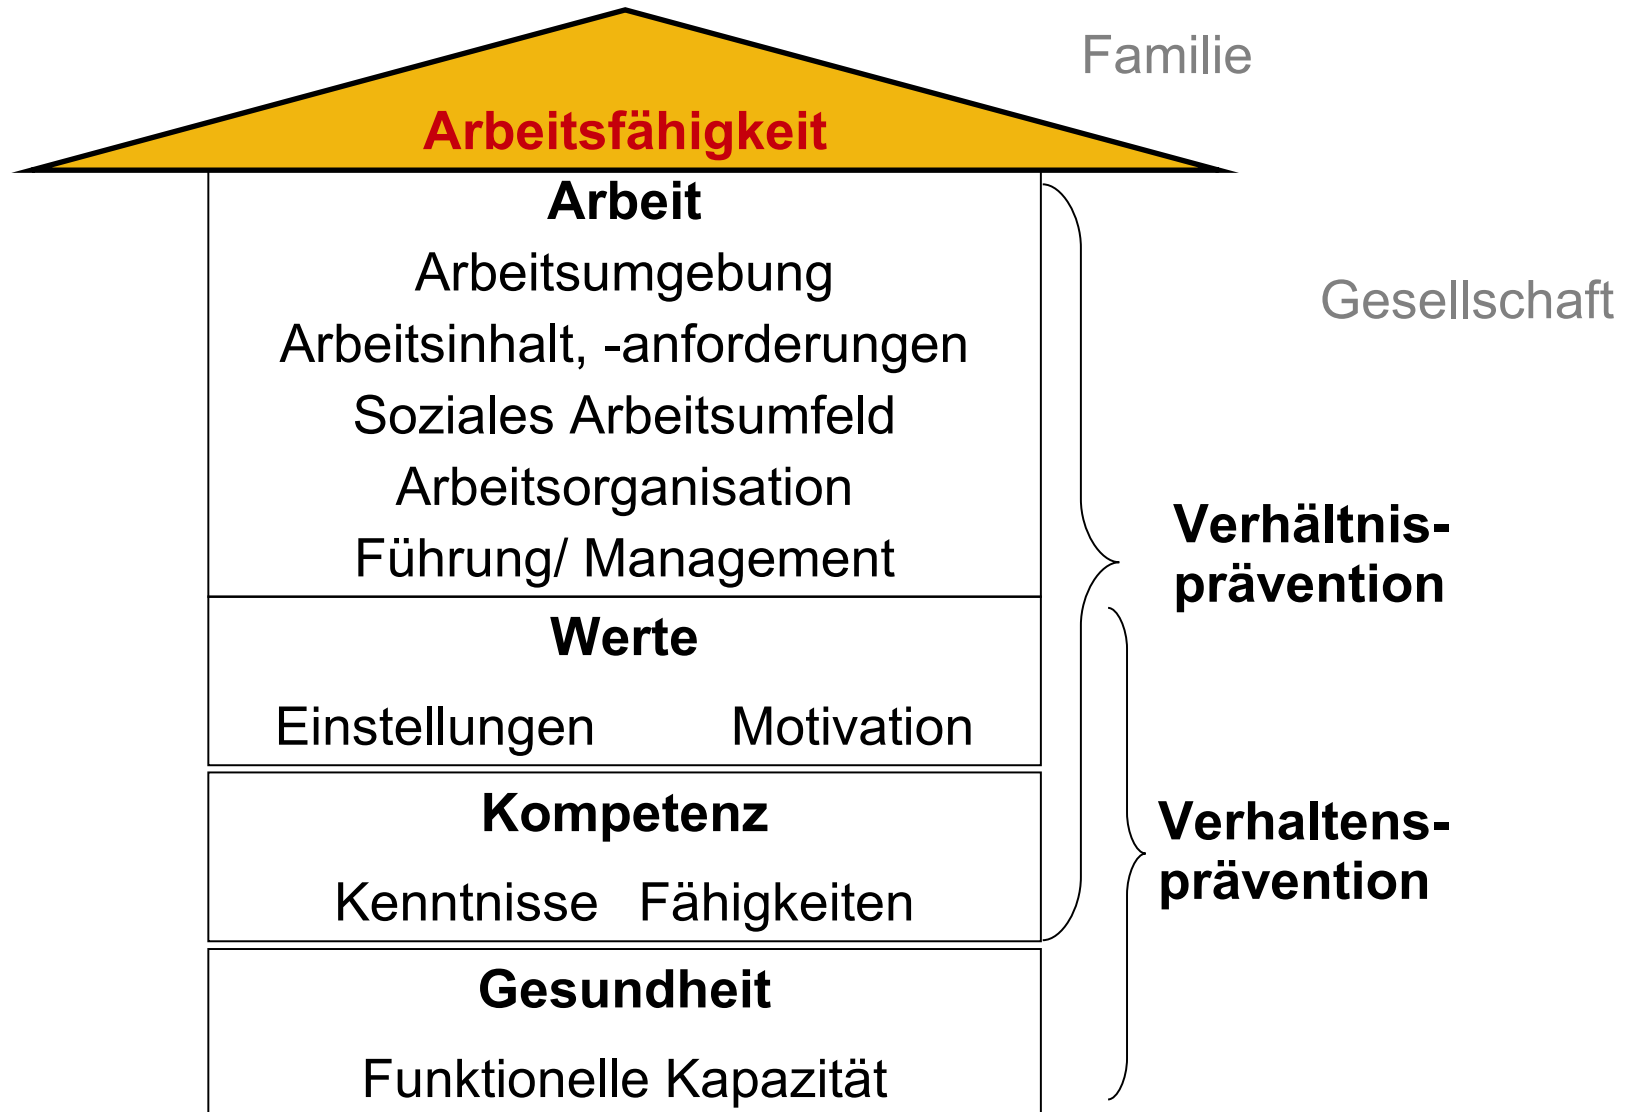 Familie
Arbeitsfähigkeit
Arbeit
Arbeitsumgebung
Gesellschaft
Arbeitsinhalt, -anforderungen
Soziales Arbeitsumfeld
Arbeitsorganisation
Führung/ Management
Verhältnis-
prävention
Werte
Einstellungen Motivation
Kompetenz
Kenntnisse Fähigkeiten
Verhaltens-
prävention
Gesundheit
Funktionelle Kapazität